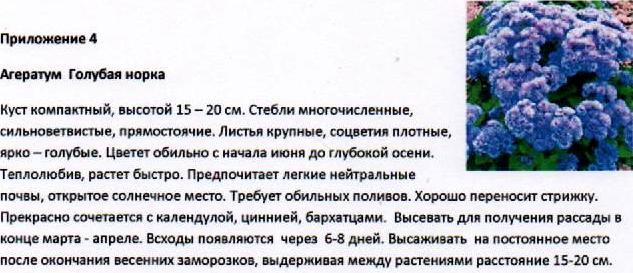 Приложение 4
Агератум Голубая норка
Куст компактный, высотой 15 – 20 см. Стебли многочисленные,
сильноветвистые, прямостоячие. Листья крупные, соцветия плотные,
ярко – голубые. Цветет обильно с начала июня до глубокой осени.
Теплолюбив, растет быстро. Предпочитает легкие нейтральные
почвы, открытое солнечное место. Требует обильных поливов. Хорошо переносит стрижку.
Прекрасно сочетается с календулой, циннией, бархатцами. Высевать для получения рассады в
конце марта - апреле. Всходы появляются через 6-8 дней. Высаживать на постоянное место
после окончания весенних заморозков, выдерживая между растениями расстояние 15-20 см.